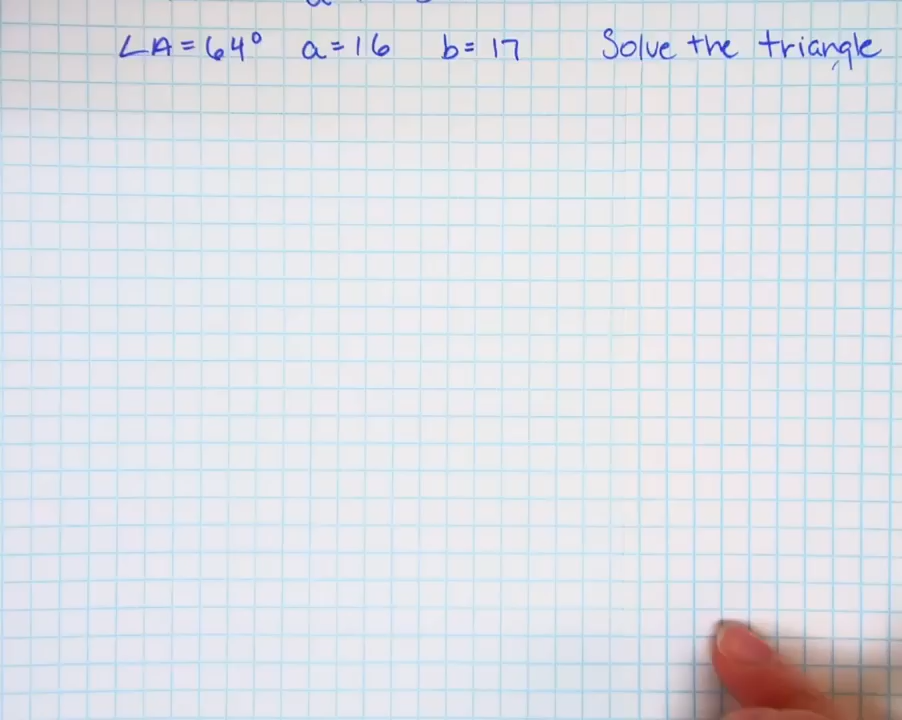 ∠A = 64° a = 16 b = 17 Solve the triangle